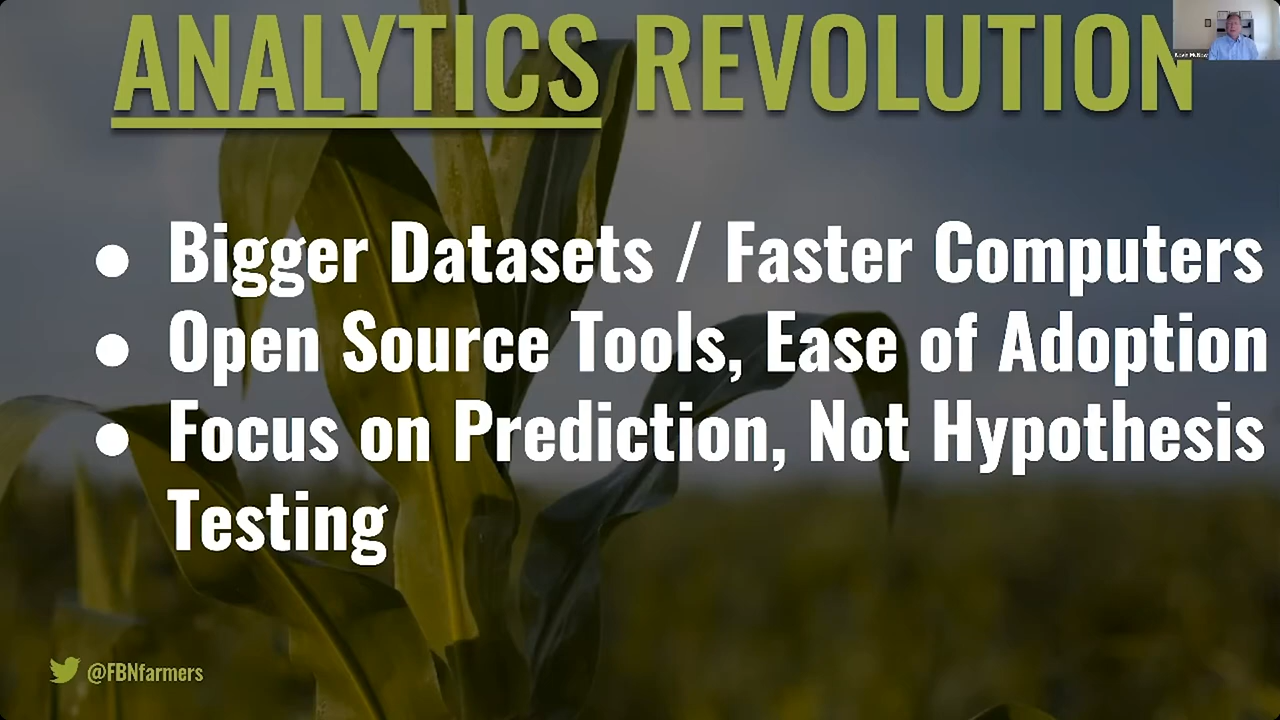 ANALYTICS REVOLUTION
● Bigger Datasets / Faster Computers
● Open Source Tools, Ease of Adoption
● Focus on Prediction, Not Hypothesis
Testing
@FBNfarmers